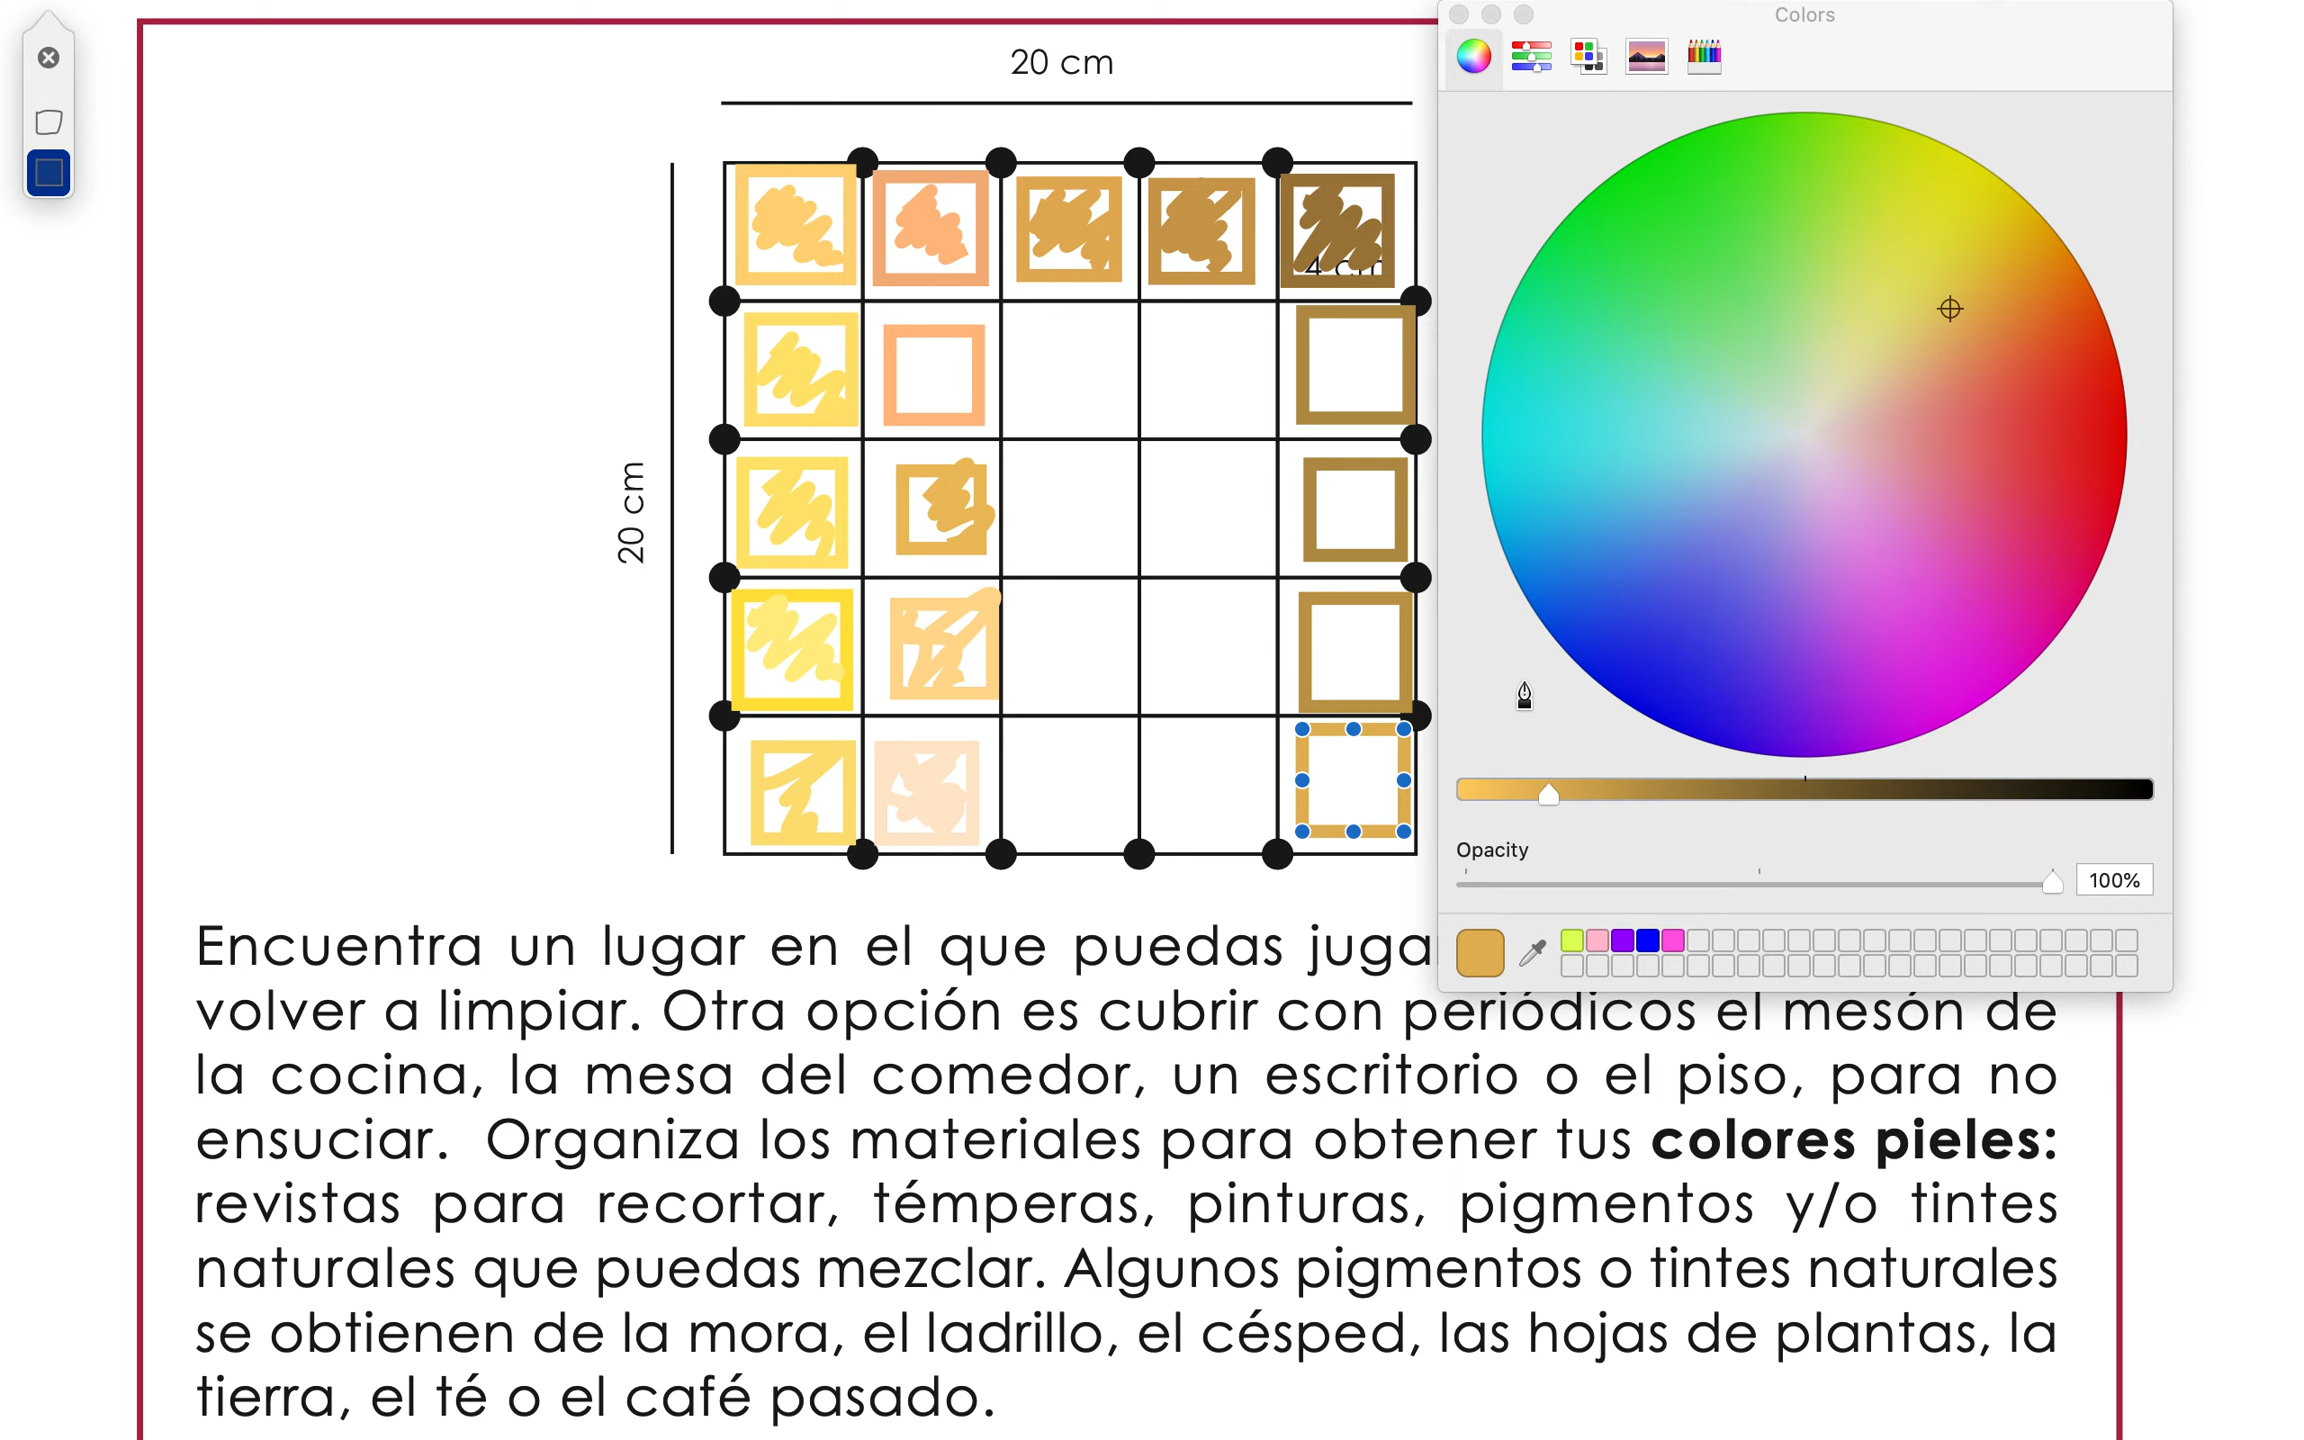 Colors
20 cm
4 cm
20 cm
Opacity
100%
Encuentra un lugar en el que puedas juga
volver a limpiar. Otra opción es cubrir con periódicos el mesón de
la cocina, la mesa del comedor, un escritorio o el piso, para no
ensuciar. Organiza los materiales para obtener tus colores pieles:
revistas para recortar, témperas, pinturas, pigmentos y/o tintes
naturales que puedas mezclar. Algunos pigmentos o tintes naturales
se obtienen de la mora, el ladrillo, el césped, las hojas de plantas, la
tierra, el té o el café pasado.